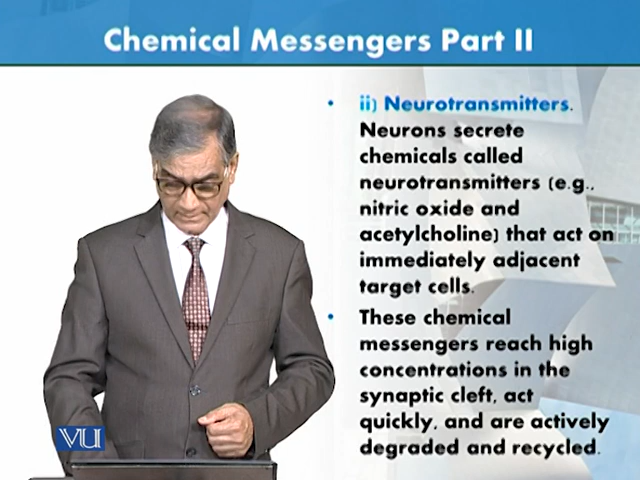 Chemical Messengers Part II
• ii) Neurotransmitters.
Neurons secrete
chemicals called
neurotransmitters (e.g.,
nitric oxide and
acetylcholine) that act on
immediately adjacent
target cells.
• These chemical
messengers reach high
concentrations in the
synaptic cleft, act
quickly, and are actively
degraded and recycled.
VU